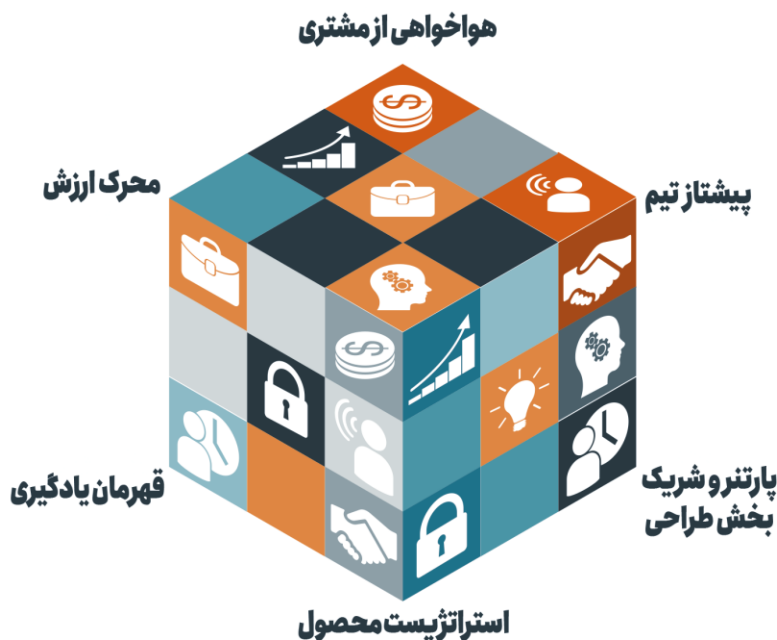 هواخواهی از مشتری
محرک ارزش
پیشتاز تیم
قهرمان یادگیری
پارتنر و شریک
بخش طراحی
استراتژیست محصول